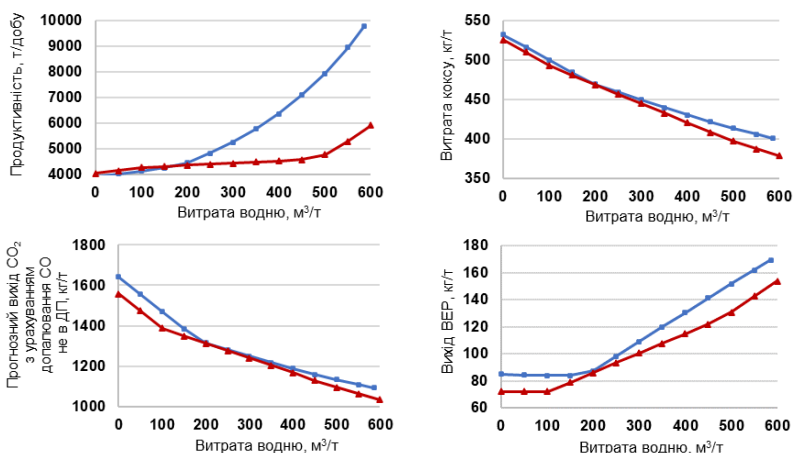 Продуктивність, т/добу
10000
9000
8000
7000
6000
5000
4000
0 100 200 300 400 500 600
Витрата водню, м³/т
Витрата коксу, кг/т
550
500
450
400
350
0 100 200 300 400 500 600
Витрата водню, м³/т
Прогнозний вихід CO₂
з урахуванням
допалювання СО
не в ДП, кг/т
1800
1600
1400
1200
1000
0 100 200 300 400 500 600
Витрата водню, м³/т
Вихід ВЕР, кг/т
180
160
140
120
100
80
60
0 100 200 300 400 500 600
Витрата водню, м³/т